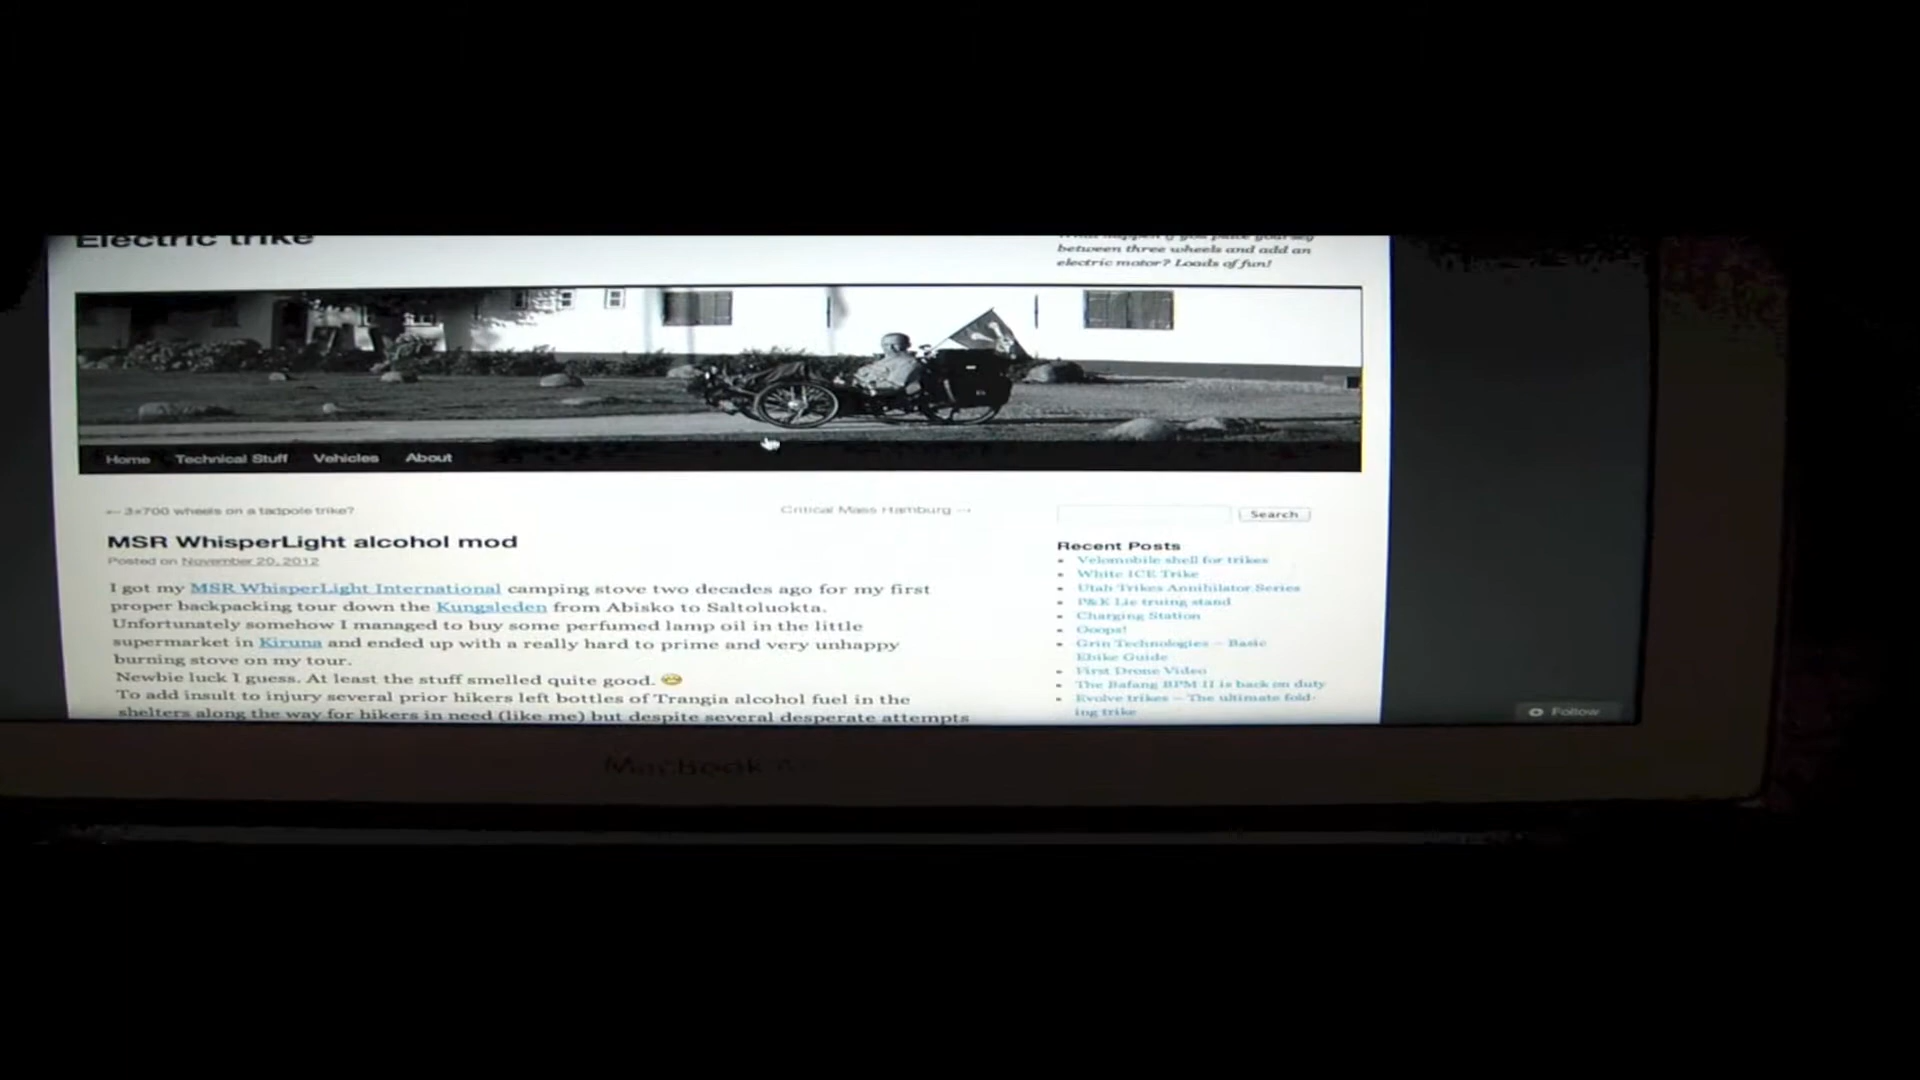 Electric trike
What happen if you place yourself
between three wheels and add an
electric motor? Loads of fun!
Home Technical Stuff Vehicles About
← 3×700 wheels on a tadpole trike?
Critical Mass Hamburg →
Search
MSR WhisperLight alcohol mod
Posted on November 20, 2012
I got my MSR WhisperLight International camping stove two decades ago for my first
proper backpacking tour down the Kungsleden from Abisko to Saltoluokta.
Unfortunately somehow I managed to buy some perfumed lamp oil in the little
supermarket in Kiruna and ended up with a really hard to prime and very unhappy
burning stove on my tour.
Newbie luck I guess. At least the stuff smelled quite good.
To add insult to injury several prior hikers left bottles of Trangia alcohol fuel in the
shelters along the way for hikers in need (like me) but despite several desperate attempts
Recent Posts
Velomobile shell for trikes
White ICE Trike
Utah Trikes Annihilator Series
P&K Lie truing stand
Charging Station
Ooops!
Grin Technologies – Basic
Ebike Guide
First Drone Video
The Bafang BPM II is back on duty
Evolve trikes – The ultimate fold-
ing trike
Follow
MacBook